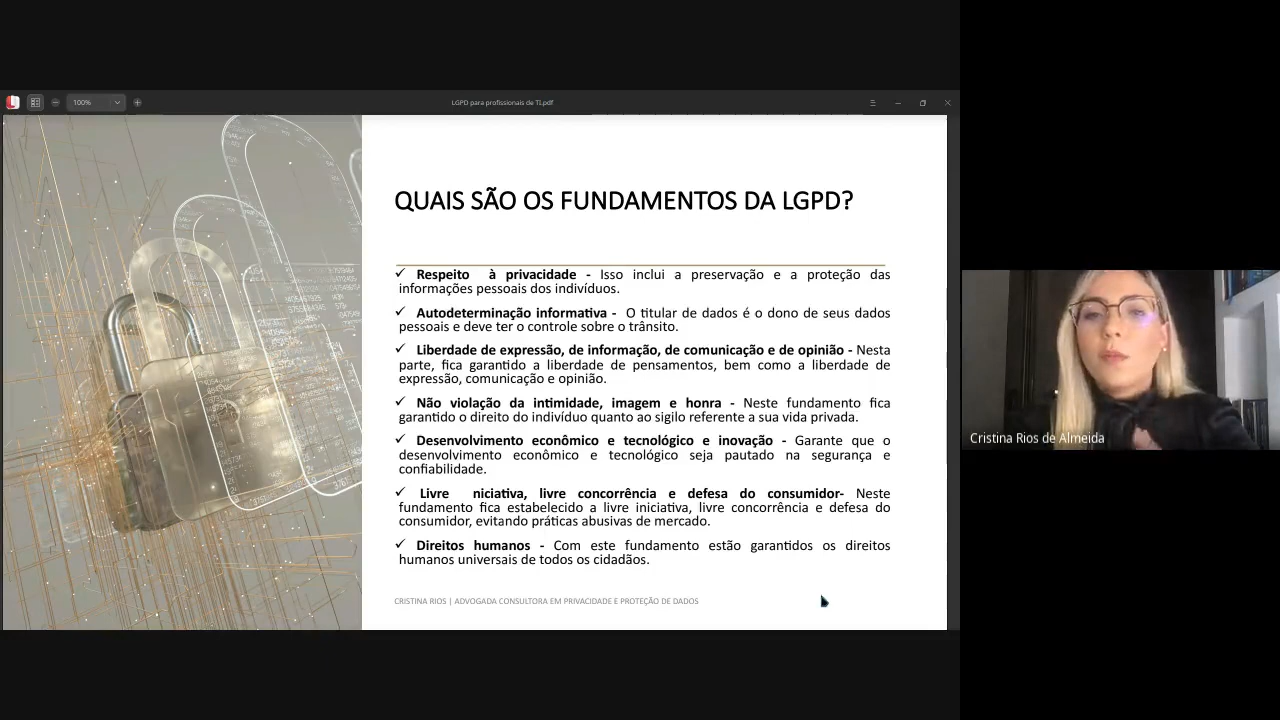 100%
LGPD para profissionais de TI.pdf
QUAIS SÃO OS FUNDAMENTOS DA LGPD?
✓ Respeito à privacidade - Isso inclui a preservação e a proteção das
informações pessoais dos indivíduos.
✓ Autodeterminação informativa - O titular de dados é o dono de seus dados
pessoais e deve ter o controle sobre o trânsito.
✓ Liberdade de expressão, de informação, de comunicação e de opinião - Nesta
parte, fica garantido a liberdade de pensamentos, bem como a liberdade de
expressão, comunicação e opinião.
✓ Não violação da intimidade, imagem e honra - Neste fundamento fica
garantido o direito do indivíduo quanto ao sigilo referente a sua vida privada.
✓ Desenvolvimento econômico e tecnológico e inovação - Garante que o
desenvolvimento econômico e tecnológico seja pautado na segurança e
confiabilidade.
✓ Livre niciativa, livre concorrência e defesa do consumidor- Neste
fundamento fica estabelecido a livre iniciativa, livre concorrência e defesa do
consumidor, evitando práticas abusivas de mercado.
✓ Direitos humanos - Com este fundamento estão garantidos os direitos
humanos universais de todos os cidadãos.
CRISTINA RIOS | ADVOGADA CONSULTORA EM PRIVACIDADE E PROTEÇÃO DE DADOS
Cristina Rios de Almeida